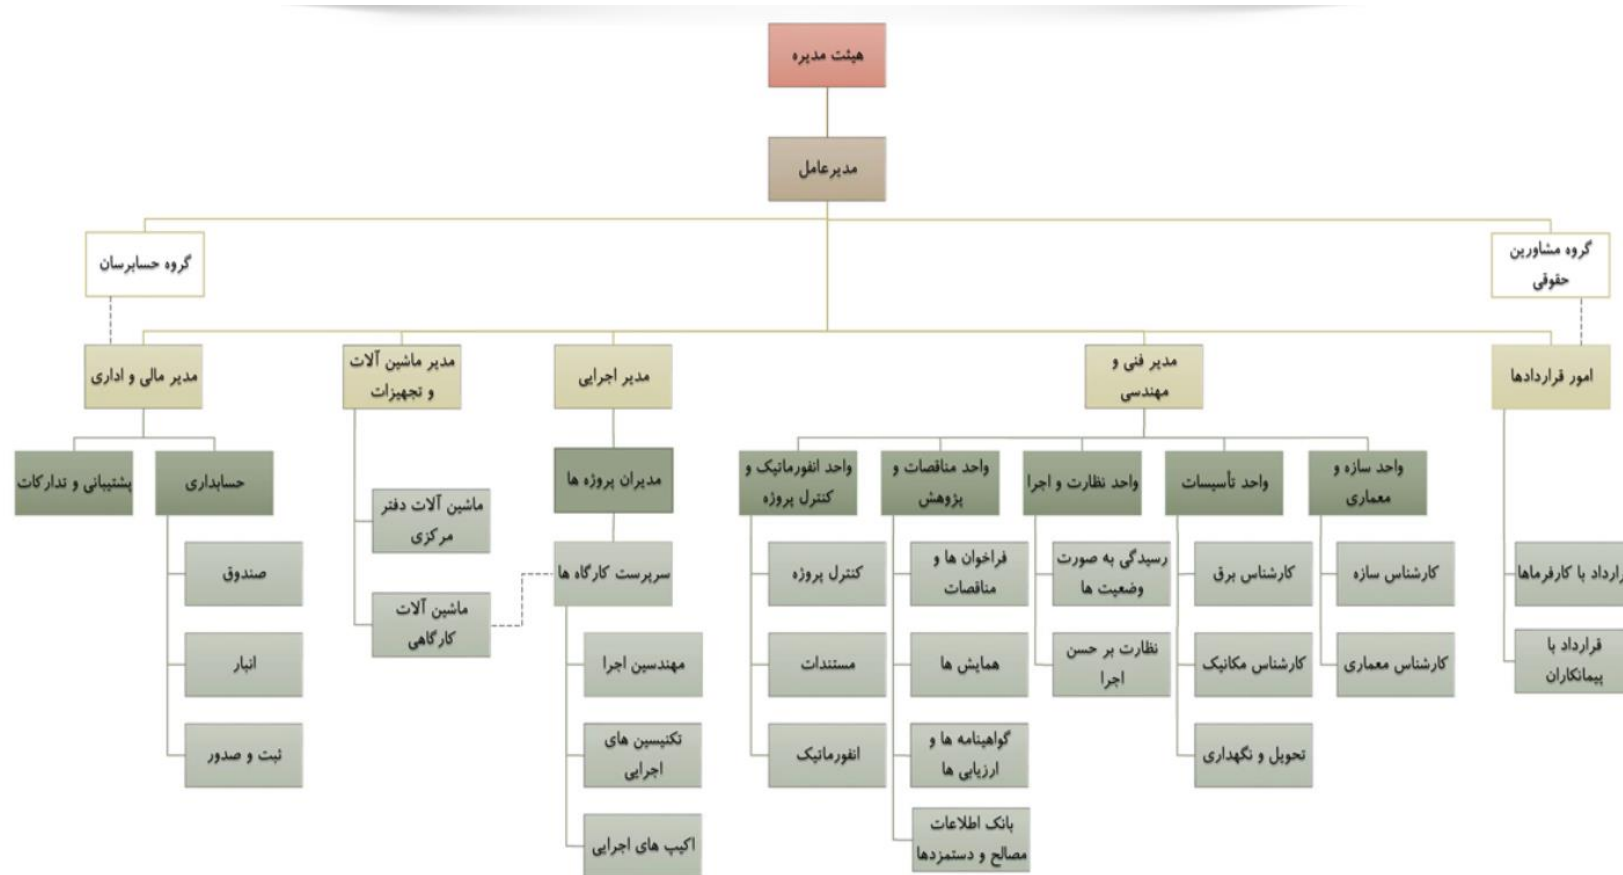 هیئت مدیره
مدیرعامل
گروه مشاورین
حقوقی
گروه حسابرسان
امور قراردادها
مدیر فنی و
مهندسی
مدیر اجرایی
مدیر ماشین آلات
و تجهیزات
مدیر مالی و اداری
واحد سازه و
معماری
واحد تأسیسات
واحد نظارت و اجرا
واحد مناقصات و
پژوهش
واحد انفورماتیک و
کنترل پروژه
مدیران پروژه ها
حسابداری
پشتیبانی و تدارکات
رارداد با کارفرماها
قرارداد با
پیمانکاران
کارشناس سازه
کارشناس معماری
کارشناس برق
کارشناس مکانیک
تحویل و نگهداری
رسیدگی به صورت
وضعیت ها
نظارت بر حسن
اجرا
فراخوان ها و
مناقصات
همایش ها
گواهینامه ها و
ارزیابی ها
بانک اطلاعات
مصالح و دستمزدها
کنترل پروژه
مستندات
انفورماتیک
سرپرست کارگاه ها
مهندسین اجرا
تکنیسین های
اجرایی
اکیپ های اجرایی
ماشین آلات دفتر
مرکزی
ماشین آلات
کارگاهی
صندوق
انبار
ثبت و صدور